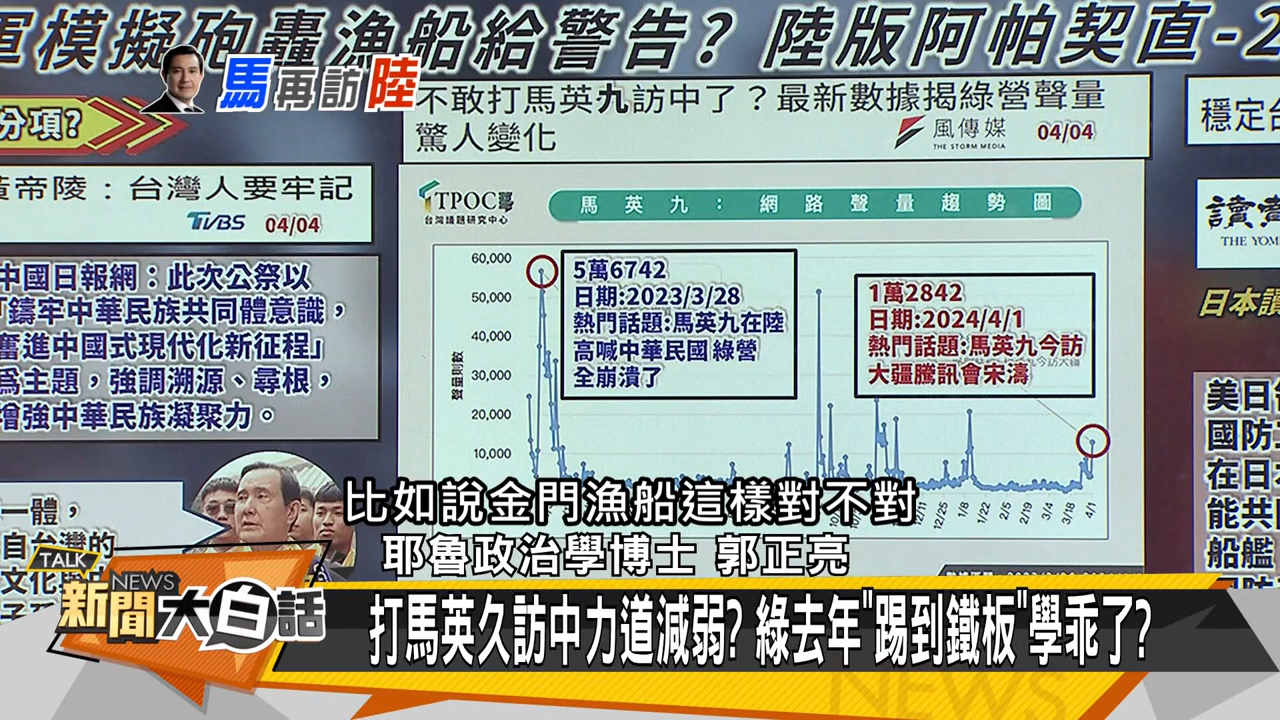 軍模擬砲轟漁船給警告? 陸版阿帕契直-2
馬再訪陸
分項?
黃帝陵：台灣人要牢記
TVBS 04/04
中國日報網：此次公祭以
「鑄牢中華民族共同體意識，
奮進中國式現代化新征程」
為主題，強調溯源、尋根，
增強中華民族凝聚力。
一體，
自台灣的
不敢打馬英九訪中了？最新數據揭綠營聲量
驚人變化
風傳媒 04/04
THE STORM MEDIA
TPOC
台灣議題研究中心
馬英九：網路聲量趨勢圖
聲量則數
60,000
50,000
40,000
30,000
20,000
10,000
5萬6742
日期:2023/3/28
熱門話題:馬英九在陸
高喊中華民國 綠營
全崩潰了
1萬2842
日期:2024/4/1
熱門話題:馬英九今訪
大疆騰訊會宋濤
12/11
12/25
1/8
1/22
2/5
2/19
3/4
3/18
4/1
穩定台
讀賣
THE YOM
日本讀
美日
國防
在日
能共
船艦
比如說金門漁船這樣對不對
耶魯政治學博士 郭正亮
TALK
NEWS
新聞大白話
打馬英久訪中力道減弱? 綠去年"踢到鐵板"學乖了?
NEWS